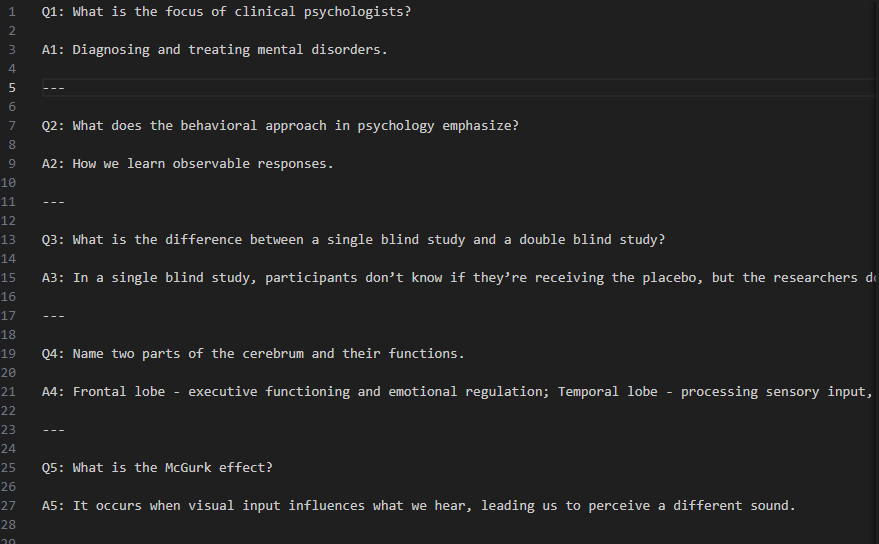 1 Q1: What is the focus of clinical psychologists?
2
3 A1: Diagnosing and treating mental disorders.
4
5 ---
6
7 Q2: What does the behavioral approach in psychology emphasize?
8
9 A2: How we learn observable responses.
10
11 ---
12
13 Q3: What is the difference between a single blind study and a double blind study?
14
15 A3: In a single blind study, participants don’t know if they’re receiving the placebo, but the researchers
16
17 ---
18
19 Q4: Name two parts of the cerebrum and their functions.
20
21 A4: Frontal lobe - executive functioning and emotional regulation; Temporal lobe - processing sensory input,
22
23 ---
24
25 Q5: What is the McGurk effect?
26
27 A5: It occurs when visual input influences what we hear, leading us to perceive a different sound.
28
29